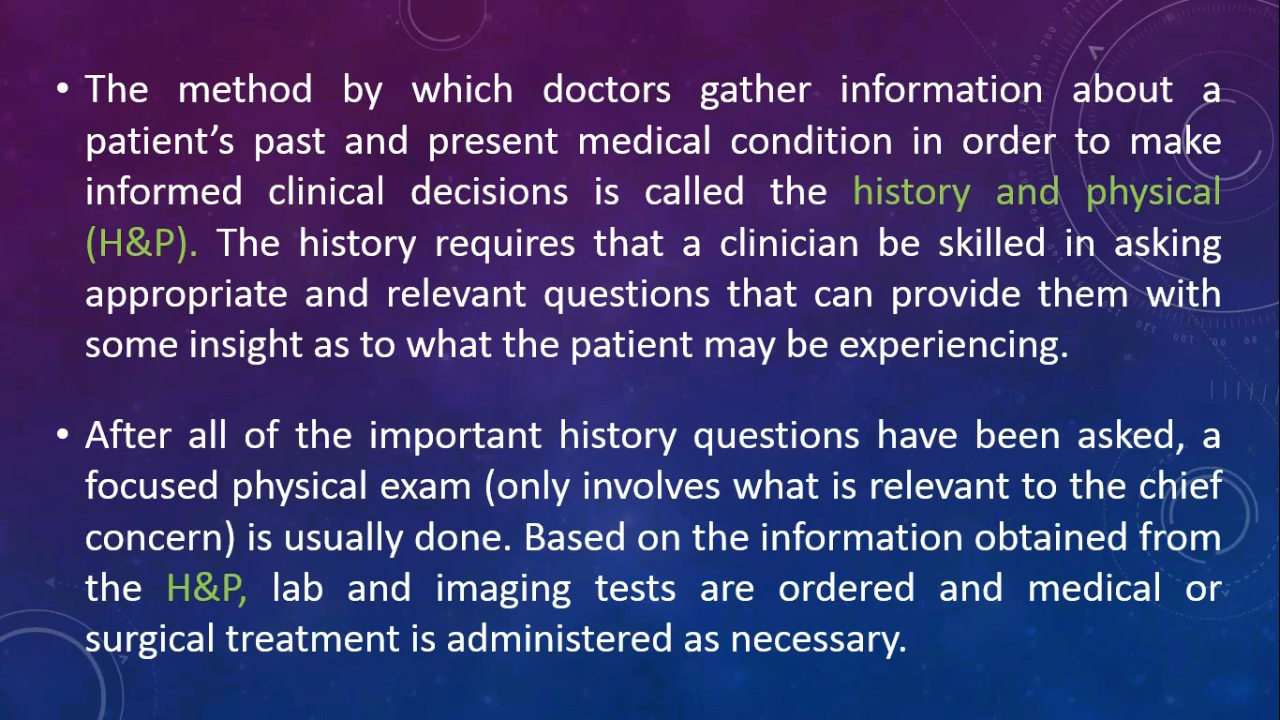 • The method by which doctors gather information about a
patient’s past and present medical condition in order to make
informed clinical decisions is called the history and physical
(H&P). The history requires that a clinician be skilled in asking
appropriate and relevant questions that can provide them with
some insight as to what the patient may be experiencing.
• After all of the important history questions have been asked, a
focused physical exam (only involves what is relevant to the chief
concern) is usually done. Based on the information obtained from
the H&P, lab and imaging tests are ordered and medical or
surgical treatment is administered as necessary.